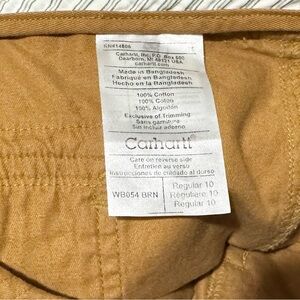 RN#14806
Carhartt, Inc. P.O. Box 600
Dearborn, MI 48121 USA
carhartt.com
Made in Bangladesh
Fabriqué en Bangladesh
Hecho en la Bangladesh
100% Cotton
100% Coton
100% Algodón
Exclusive of Trimming
Sans garniture
Sin incluir adorno
Carhartt
Care on reverse side
Entretien au verso
Instrucciones de cuidado al dorso
WB054 BRN
Regular 10
Régulière 10
Regular 10